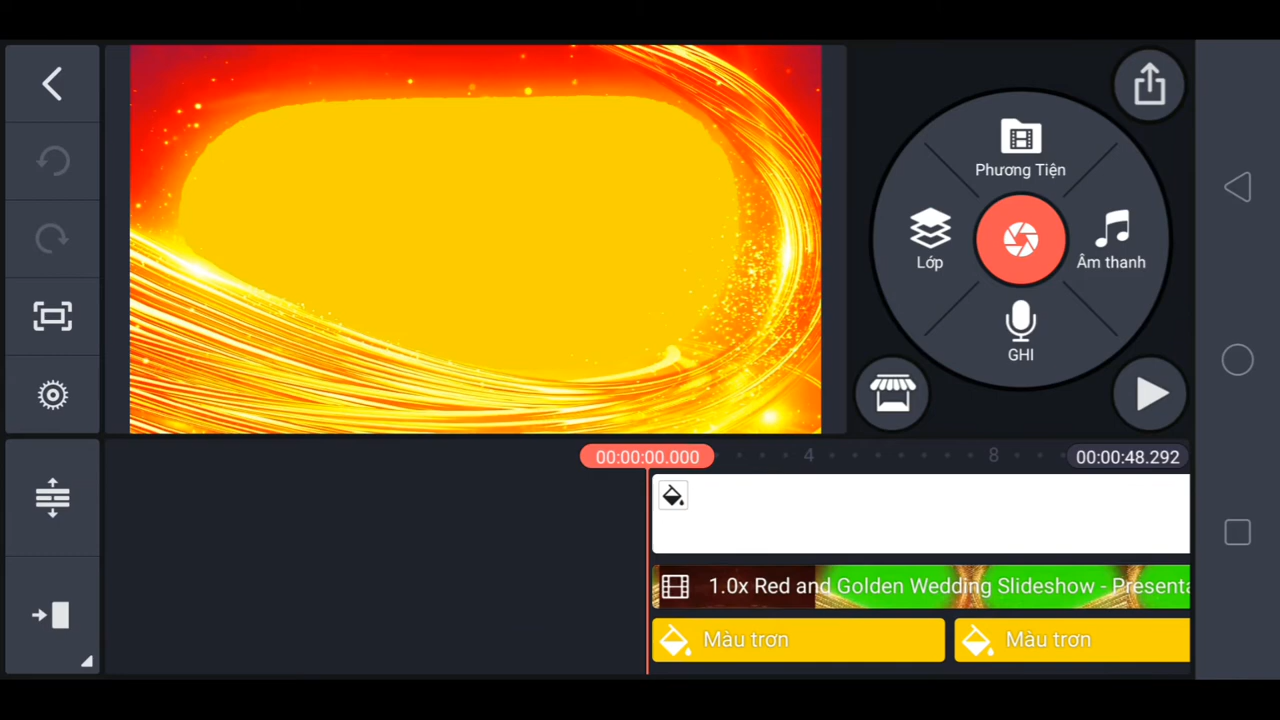 Phương Tiện
Lớp
Âm thanh
GHI
00:00:00.000
4
8
00:00:48.292
1.0x Red and Golden Wedding Slideshow - Presenta
Màu trơn
Màu trơn